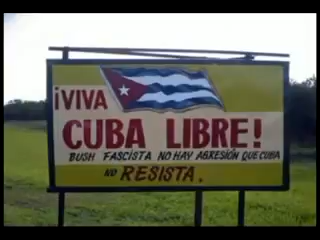 ¡VIVA
CUBA LIBRE!
BUSH FASCISTA NO HAY AGRESIÓN QUE CUBA
NO RESISTA.